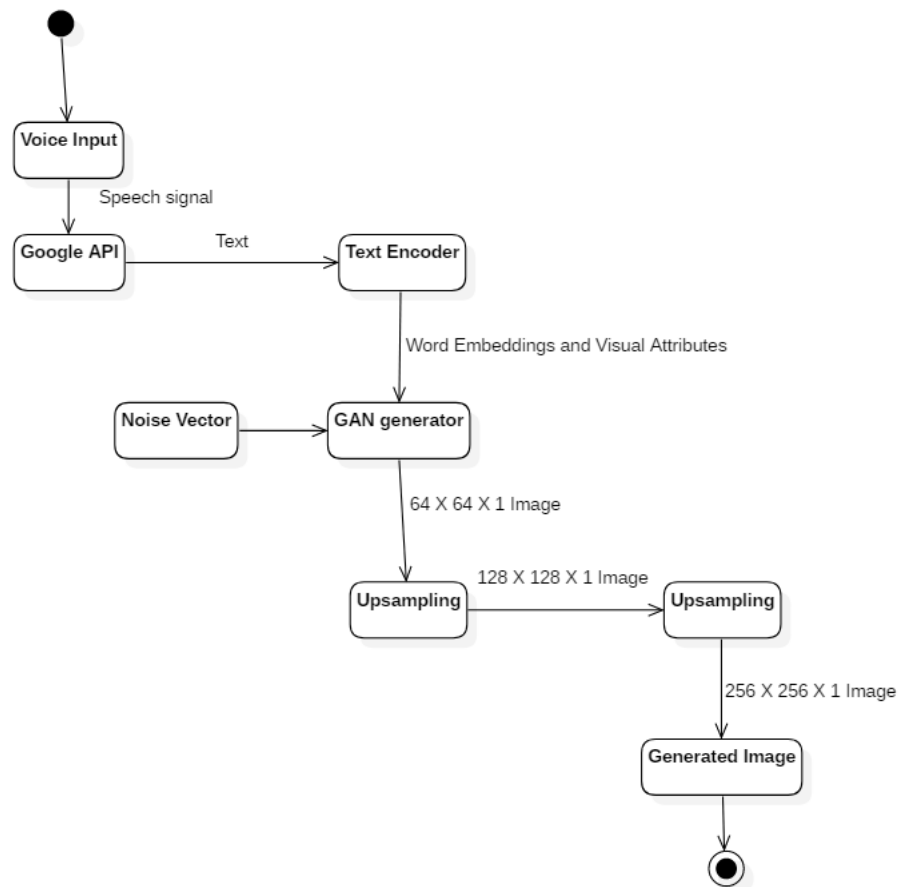 Voice Input
Speech signal
Google API
Text
Text Encoder
Word Embeddings and Visual Attributes
Noise Vector
GAN generator
64 X 64 X 1 Image
Upsampling
128 X 128 X 1 Image
Upsampling
256 X 256 X 1 Image
Generated Image